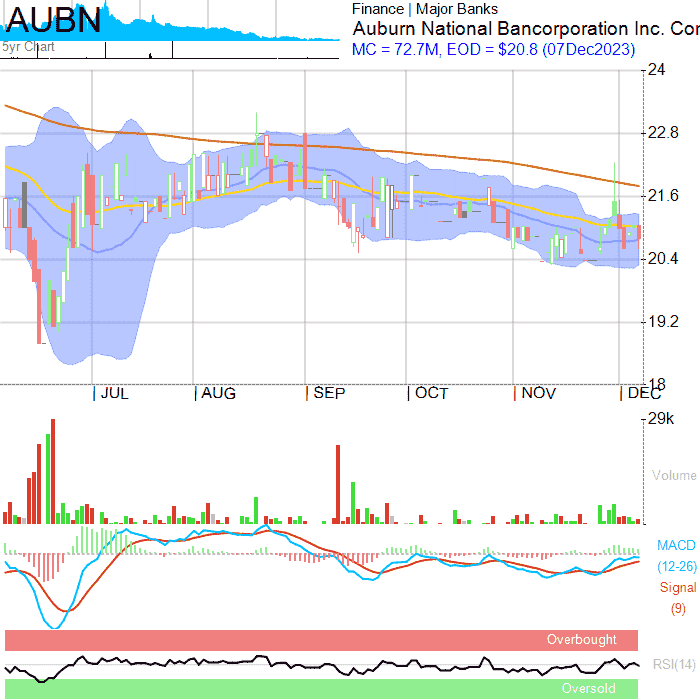 AUBN
5yr Chart
Finance | Major Banks
Auburn National Bancorporation Inc. Cor
MC = 72.7M, EOD = $20.8 (07Dec2023)
24
22.8
21.6
20.4
19.2
18
JUL AUG SEP OCT NOV DEC
29k
Volume
MACD
(12-26)
Signal
(9)
Overbought
RSI(14)
Oversold